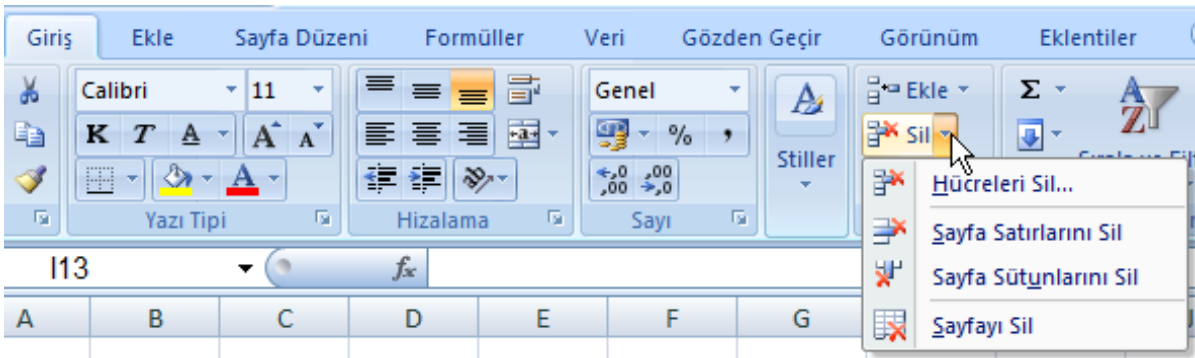 Giriş Ekle Sayfa Düzeni Formüller Veri Gözden Geçir Görünüm Eklentiler
Calibri 11 Genel Ekle Σ
K T A A A A a % , Sil A Z
Stiller
A ,0 ,00 ,00 ,0 Hücreleri Sil...
Yazı Tipi Hizalama Sayı Sayfa Satırlarını Sil
I13 fx Sayfa Sütunlarını Sil
A B C D E F G Sayfayı Sil